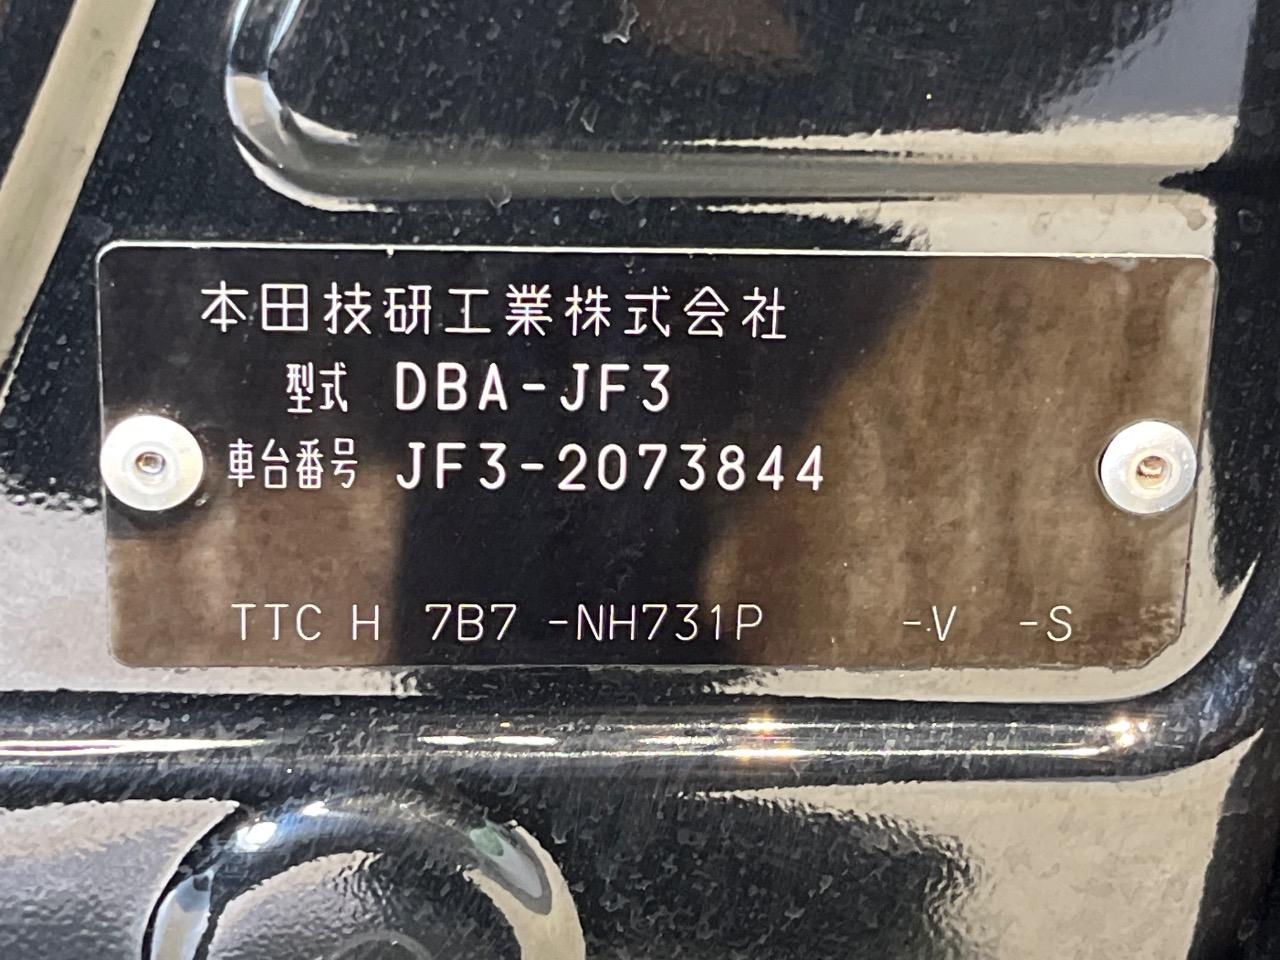 本田技研工業株式会社
型式 DBA-JF3
車台番号 JF3-2073844
TTC H 7B7 -NH731P -V -S